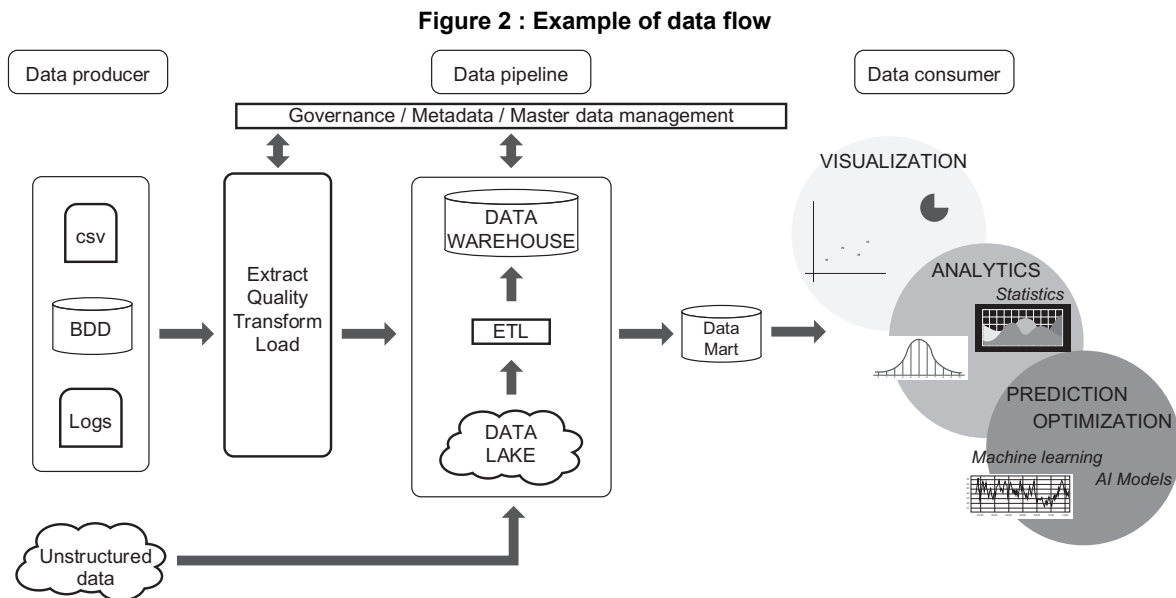 Figure 2 : Example of data flow
Data producer
Data pipeline
Data consumer
Governance / Metadata / Master data management
csv
BDD
Logs
Unstructured
data
Extract
Quality
Transform
Load
DATA
WAREHOUSE
ETL
DATA
LAKE
Data
Mart
VISUALIZATION
ANALYTICS
Statistics
PREDICTION
OPTIMIZATION
Machine learning
AI Models